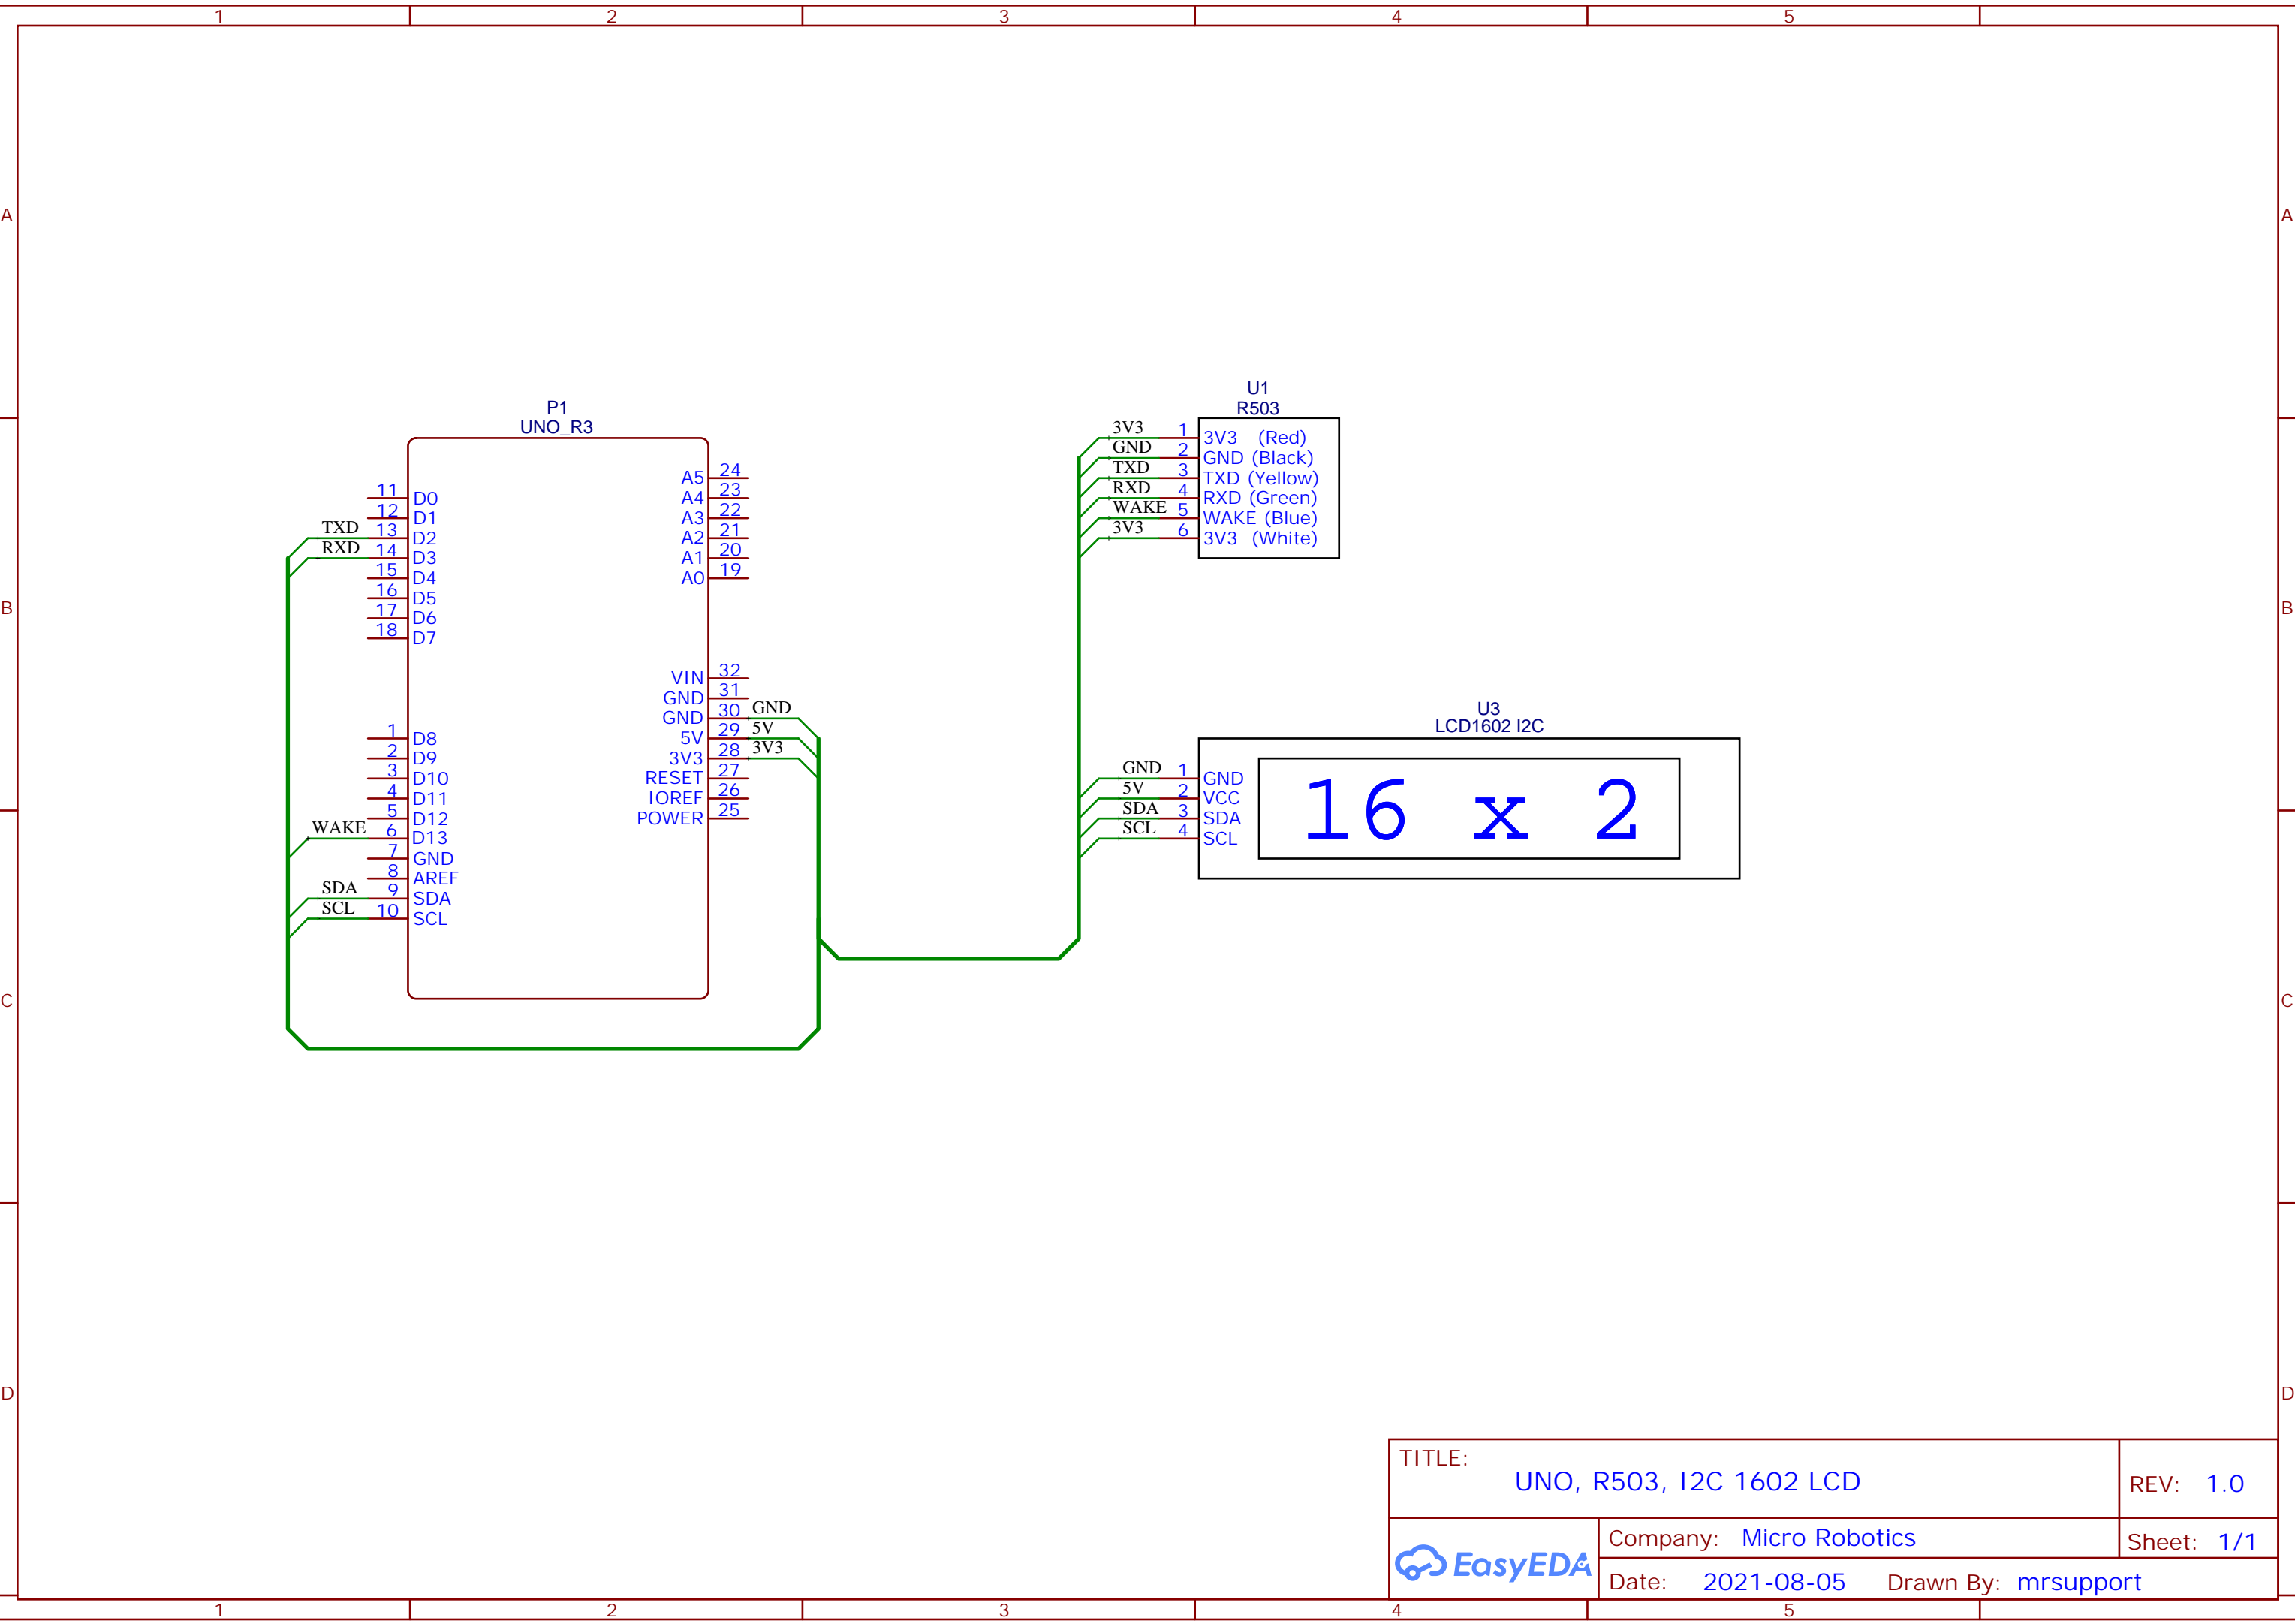 1 2 3 4 5
A A
B B
C C
D D
P1
UNO_R3
11 D0
12 D1
TXD 13 D2
RXD 14 D3
15 D4
16 D5
17 D6
18 D7
1 D8
2 D9
3 D10
4 D11
5 D12
WAKE 6 D13
7 GND
8 AREF
SDA 9 SDA
SCL 10 SCL
A5 24
A4 23
A3 22
A2 21
A1 20
A0 19
VIN 32
GND 31
GND 30 GND
5V 29 5V
3V3 28 3V3
RESET 27
IOREF 26
POWER 25
U1
R503
3V3 1 3V3 (Red)
GND 2 GND (Black)
TXD 3 TXD (Yellow)
RXD 4 RXD (Green)
WAKE 5 WAKE (Blue)
3V3 6 3V3 (White)
U3
LCD1602 I2C
GND 1 GND
5V 2 VCC
SDA 3 SDA
SCL 4 SCL
16 x 2
TITLE:
UNO, R503, I2C 1602 LCD
REV: 1.0
EasyEDA
Company: Micro Robotics
Sheet: 1/1
Date: 2021-08-05 Drawn By: mrsupport
1 2 3 4 5